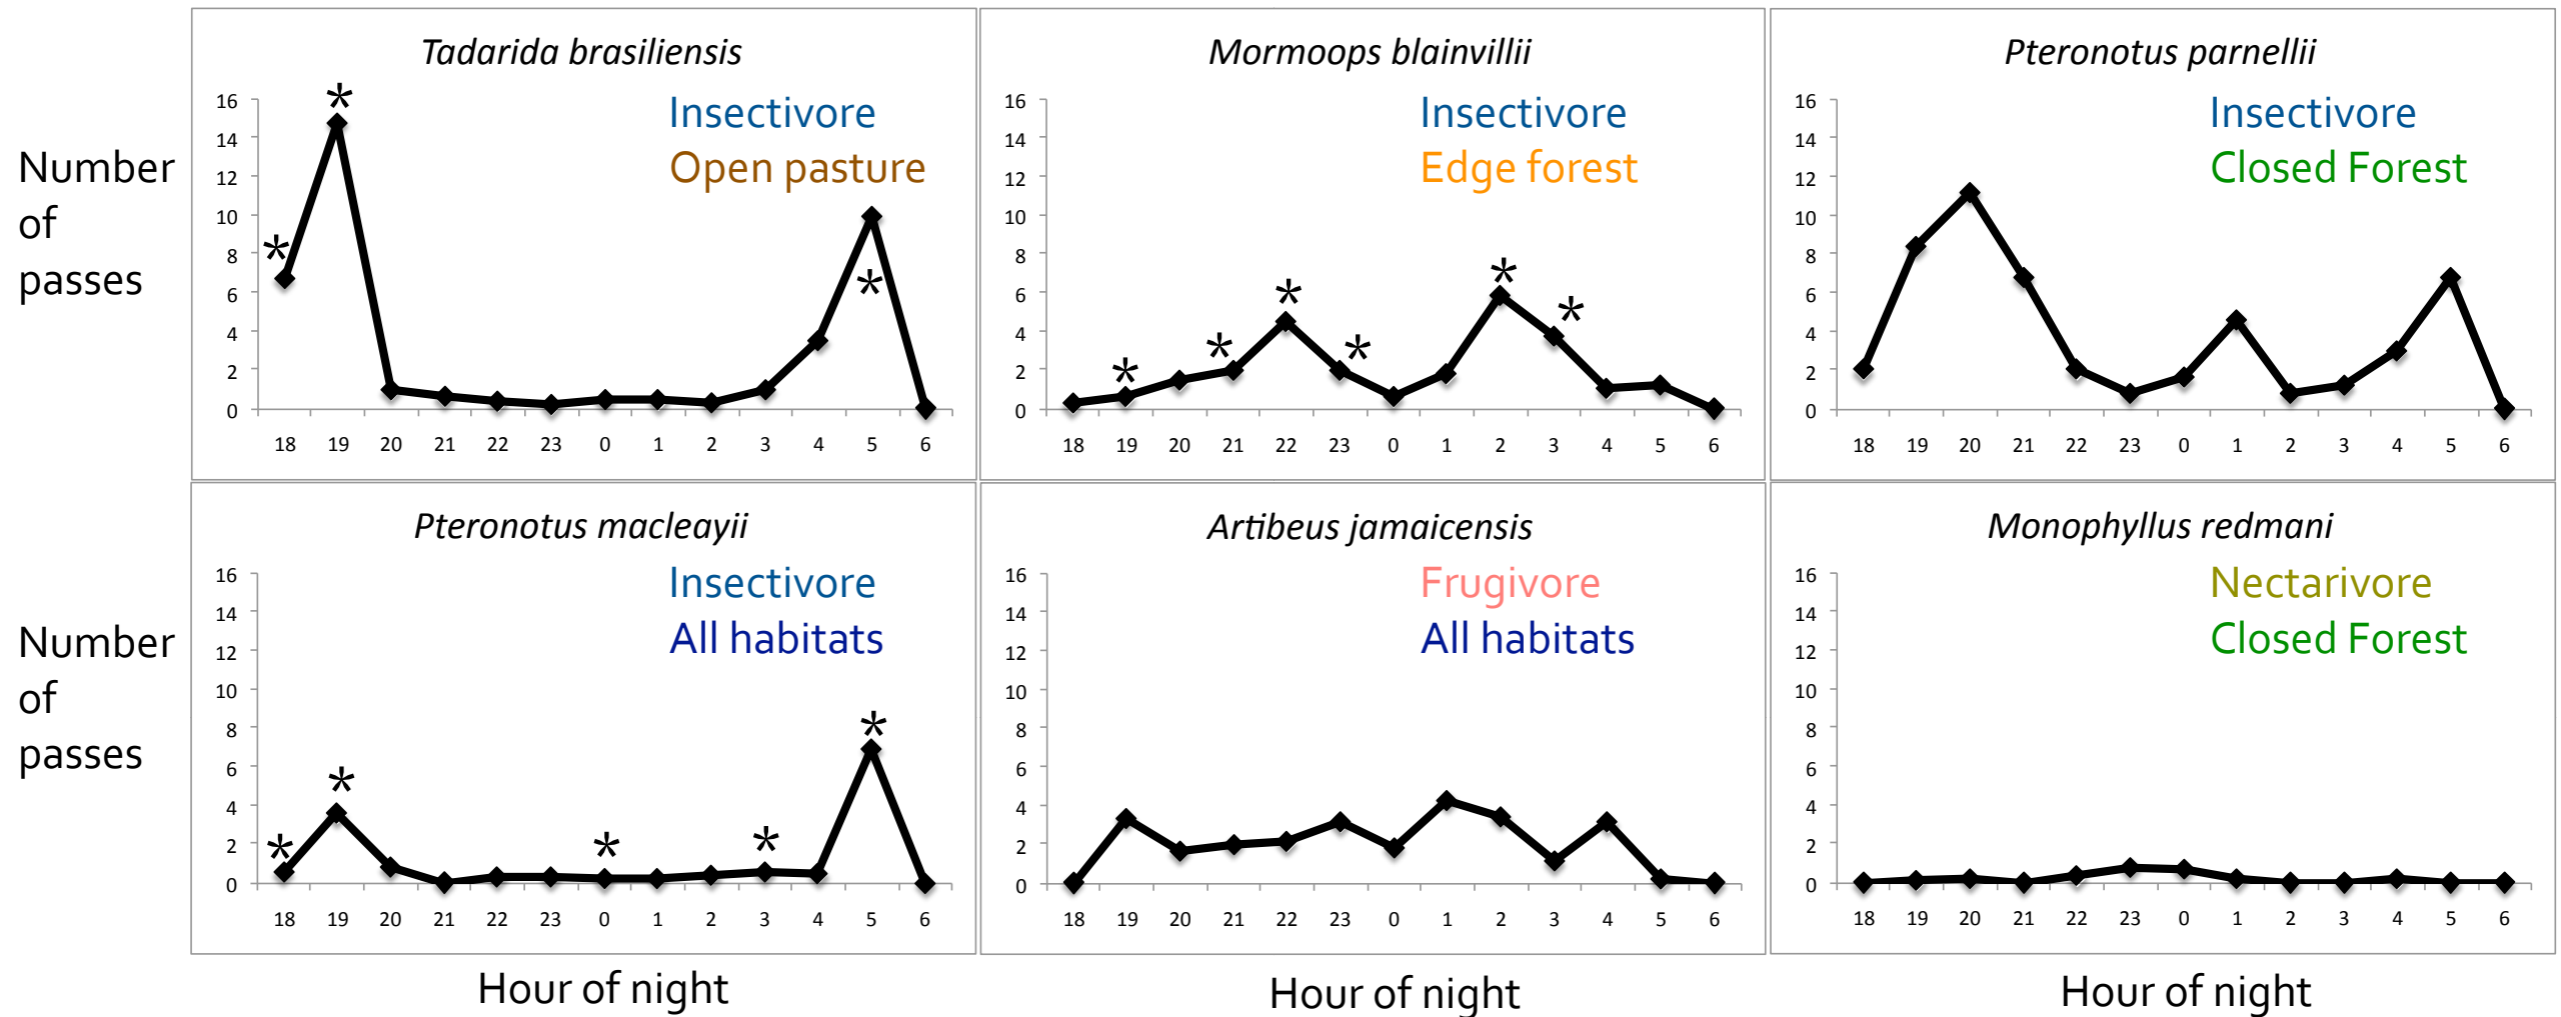 Number
of
passes
Tadarida brasiliensis
Insectivore
Open pasture
*
*
*
16
14
12
10
8
6
4
2
0
18 19 20 21 22 23 0 1 2 3 4 5 6
Mormoops blainvillii
Insectivore
Edge forest
*
*
*
*
*
*
16
14
12
10
8
6
4
2
0
18 19 20 21 22 23 0 1 2 3 4 5 6
Pteronotus parnellii
Insectivore
Closed Forest
16
14
12
10
8
6
4
2
0
18 19 20 21 22 23 0 1 2 3 4 5 6
Number
of
passes
Pteronotus macleayii
Insectivore
All habitats
*
*
*
*
*
16
14
12
10
8
6
4
2
0
18 19 20 21 22 23 0 1 2 3 4 5 6
Hour of night
Artibeus jamaicensis
Frugivore
All habitats
16
14
12
10
8
6
4
2
0
18 19 20 21 22 23 0 1 2 3 4 5 6
Hour of night
Monophyllus redmani
Nectarivore
Closed Forest
16
14
12
10
8
6
4
2
0
18 19 20 21 22 23 0 1 2 3 4 5 6
Hour of night